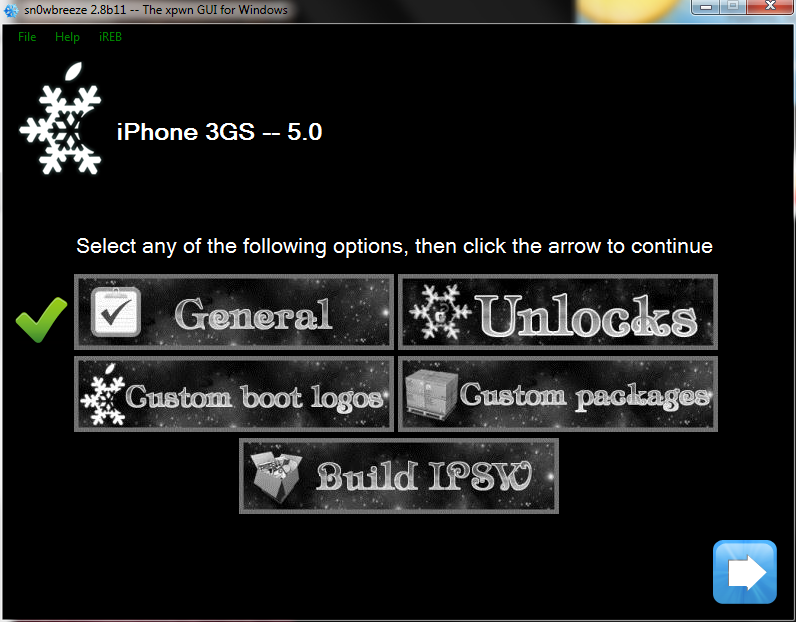 sn0wbreeze 2.8b11 -- The xpwn GUI for Windows
File Help iREB
iPhone 3GS -- 5.0
Select any of the following options, then click the arrow to continue
General
Unlocks
Custom boot logos
Custom packages
Build IPSW